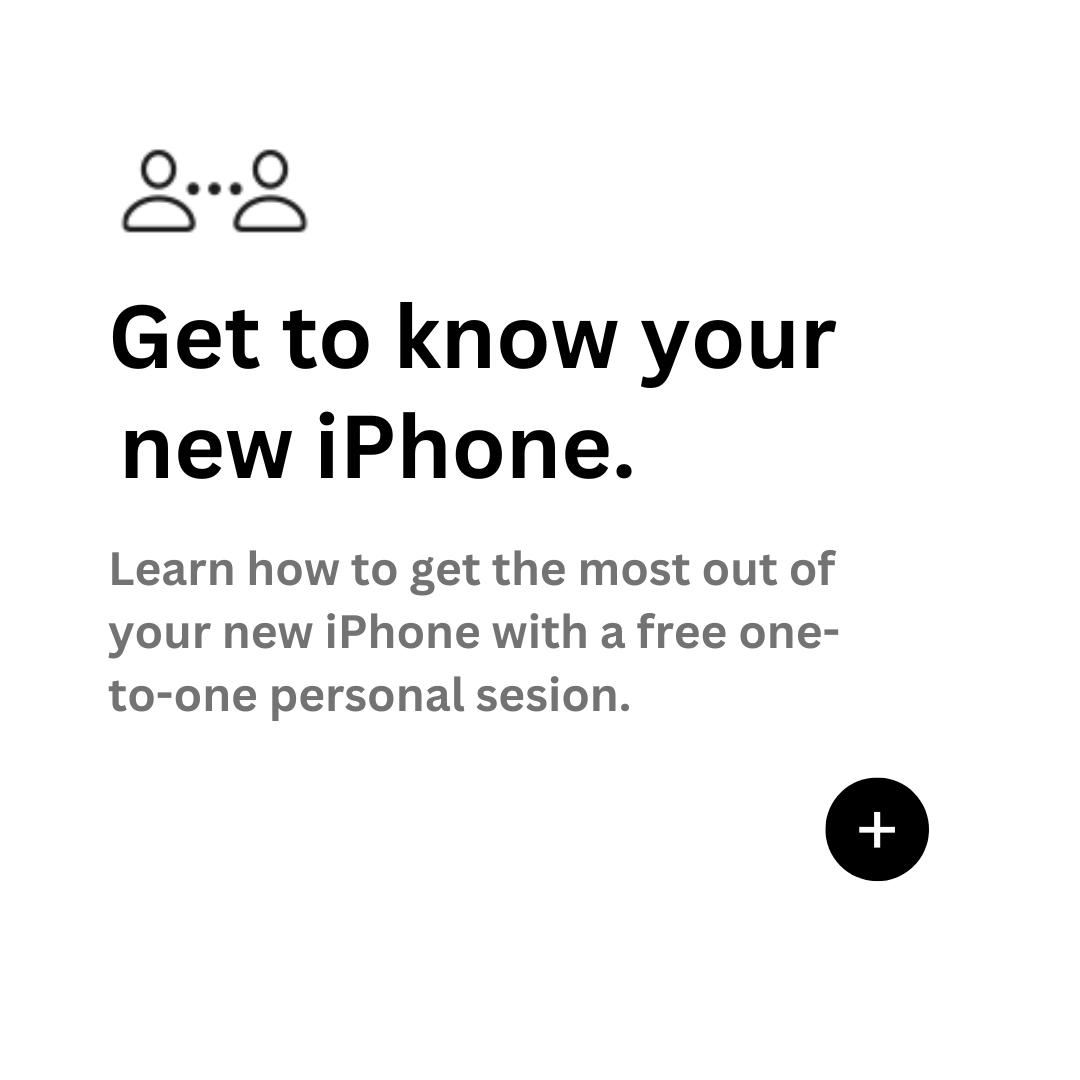 Get to know your
new iPhone.
Learn how to get the most out of
your new iPhone with a free one-
to-one personal sesion.